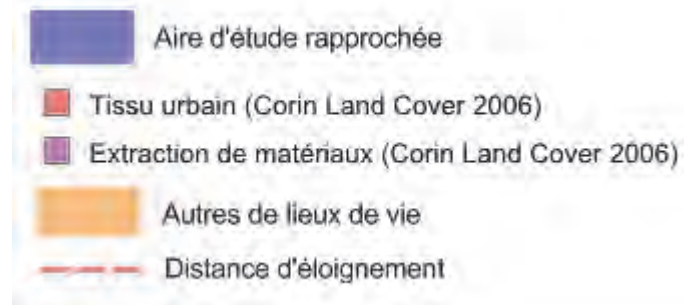 Aire d'étude rapprochée
Tissu urbain (Corin Land Cover 2006)
Extraction de matériaux (Corin Land Cover 2006)
Autres de lieux de vie
Distance d'éloignement